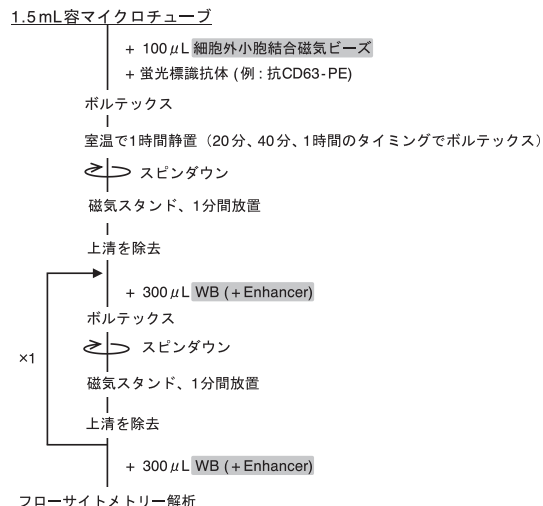 1.5mL容マイクロチューブ
+ 100μL 細胞外小胞結合磁気ビーズ
+ 蛍光標識抗体 (例 : 抗CD63-PE)
ボルテックス
室温で1時間静置（20分、40分、1時間のタイミングでボルテックス）
スピンダウン
磁気スタンド、1分間放置
上清を除去
+ 300μL WB (+Enhancer)
ボルテックス
スピンダウン
×1
磁気スタンド、1分間放置
上清を除去
+ 300μL WB (+Enhancer)
フローサイトメトリー解析